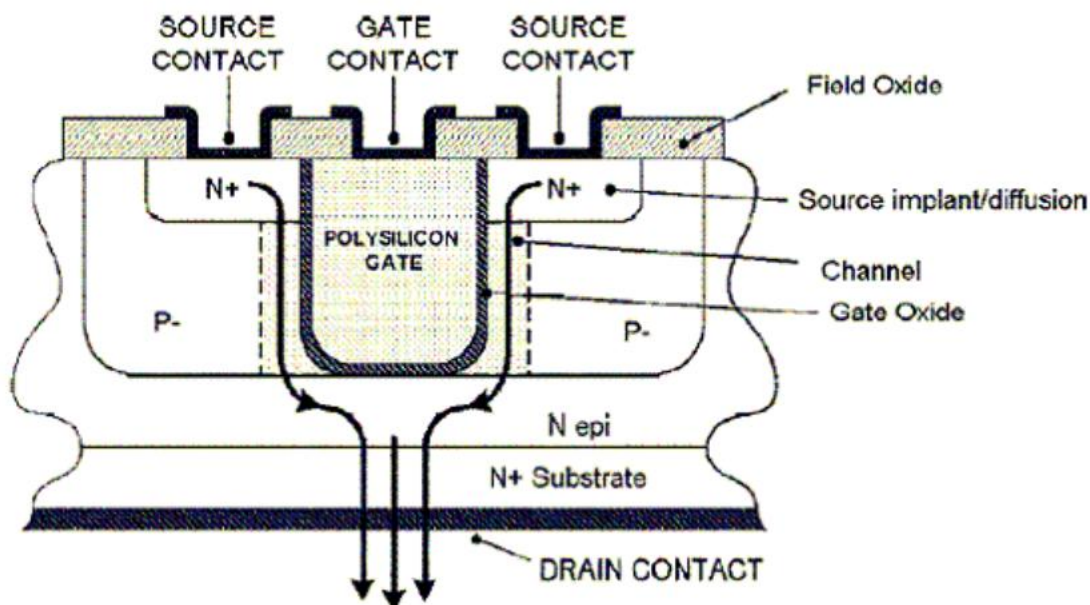 SOURCE
CONTACT
GATE
CONTACT
SOURCE
CONTACT
Field Oxide
N+
N+
Source implant/diffusion
POLYSILICON
GATE
Channel
Gate Oxide
P-
P-
N epi
N+ Substrate
DRAIN CONTACT